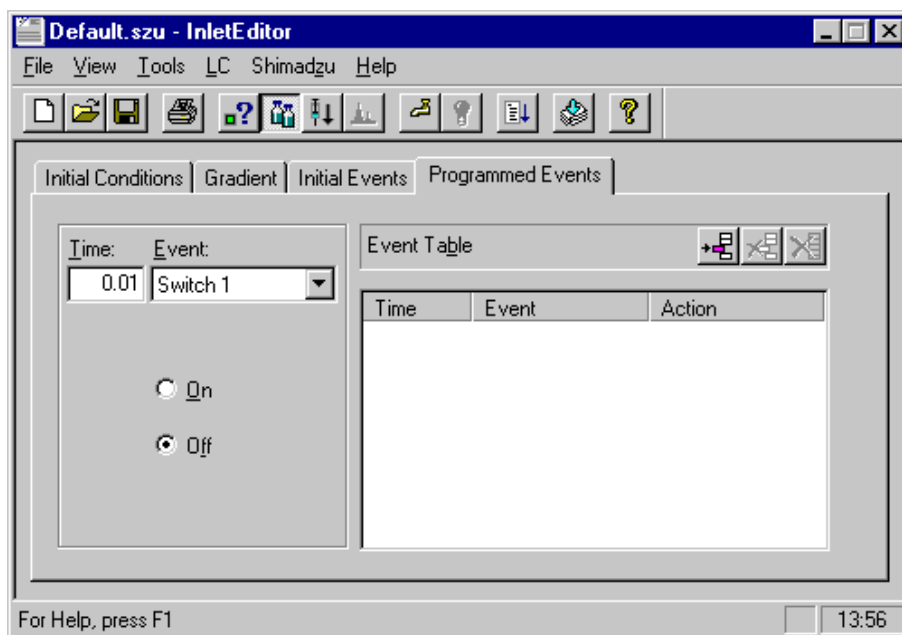 Default.szu - InletEditor
File View Tools LC Shimadzu Help
Initial Conditions Gradient Initial Events Programmed Events
Time: Event:
0.01 Switch 1
On
Off
Event Table
Time Event Action
For Help, press F1 13:56